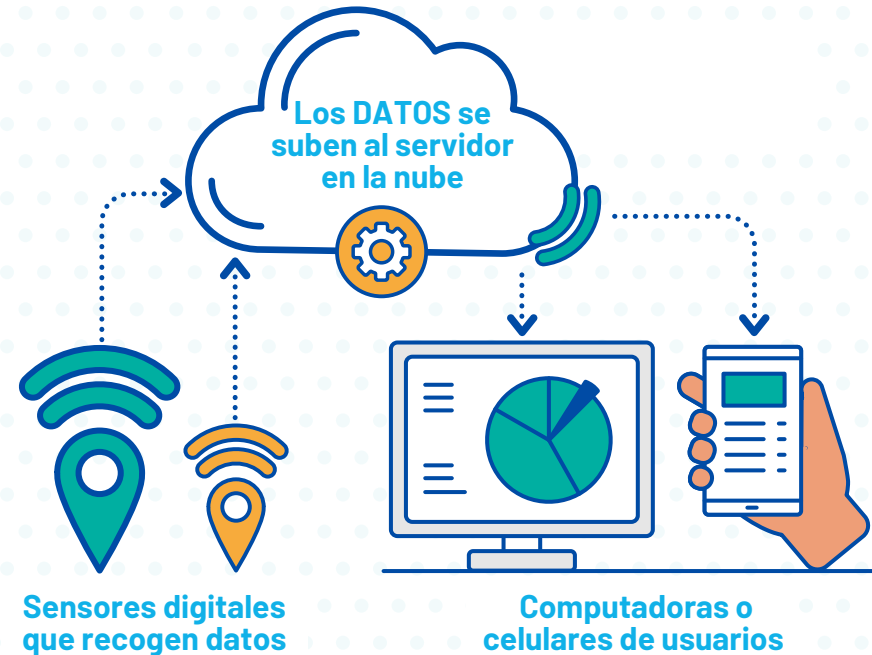 Los DATOS se
suben al servidor
en la nube
Sensores digitales
que recogen datos
Computadoras o
celulares de usuarios